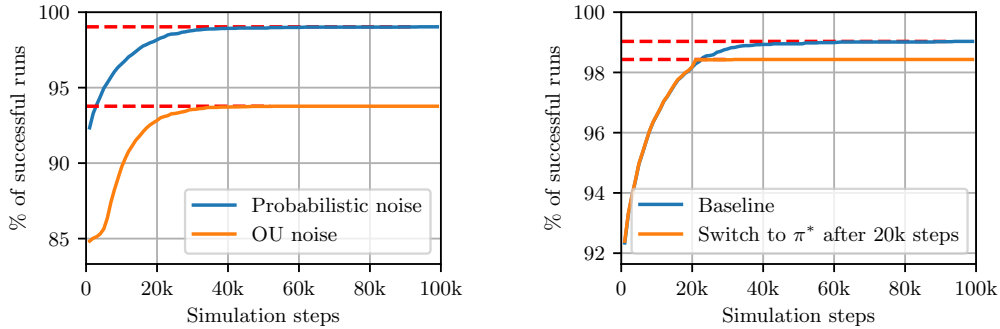 % of successful runs
100
95
90
85
Probabilistic noise
OU noise
0
20k
40k
60k
80k
100k
Simulation steps
% of successful runs
98
96
94
92
Baseline
Switch to π* after 20k steps
0
20k
40k
60k
80k
100k
Simulation steps